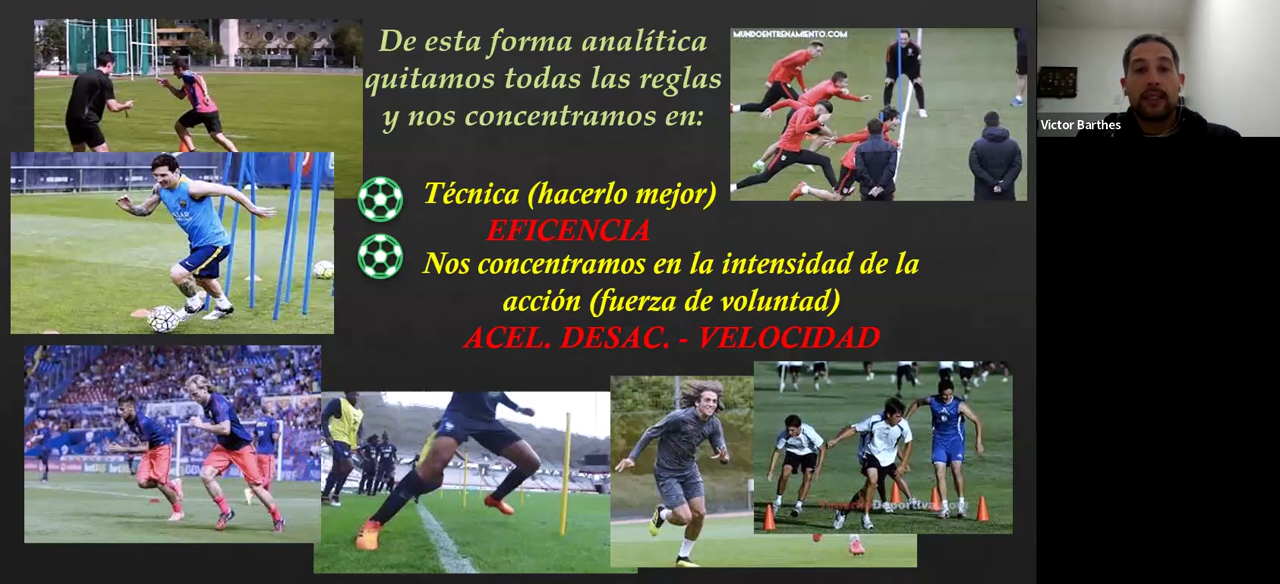 De esta forma analítica
quitamos todas las reglas
y nos concentramos en:
MUNDOENTRENAMIENTO.COM
Victor Barthes
Técnica (hacerlo mejor)
EFICENCIA
Nos concentramos en la intensidad de la
acción (fuerza de voluntad)
ACEL. DESAC. - VELOCIDAD